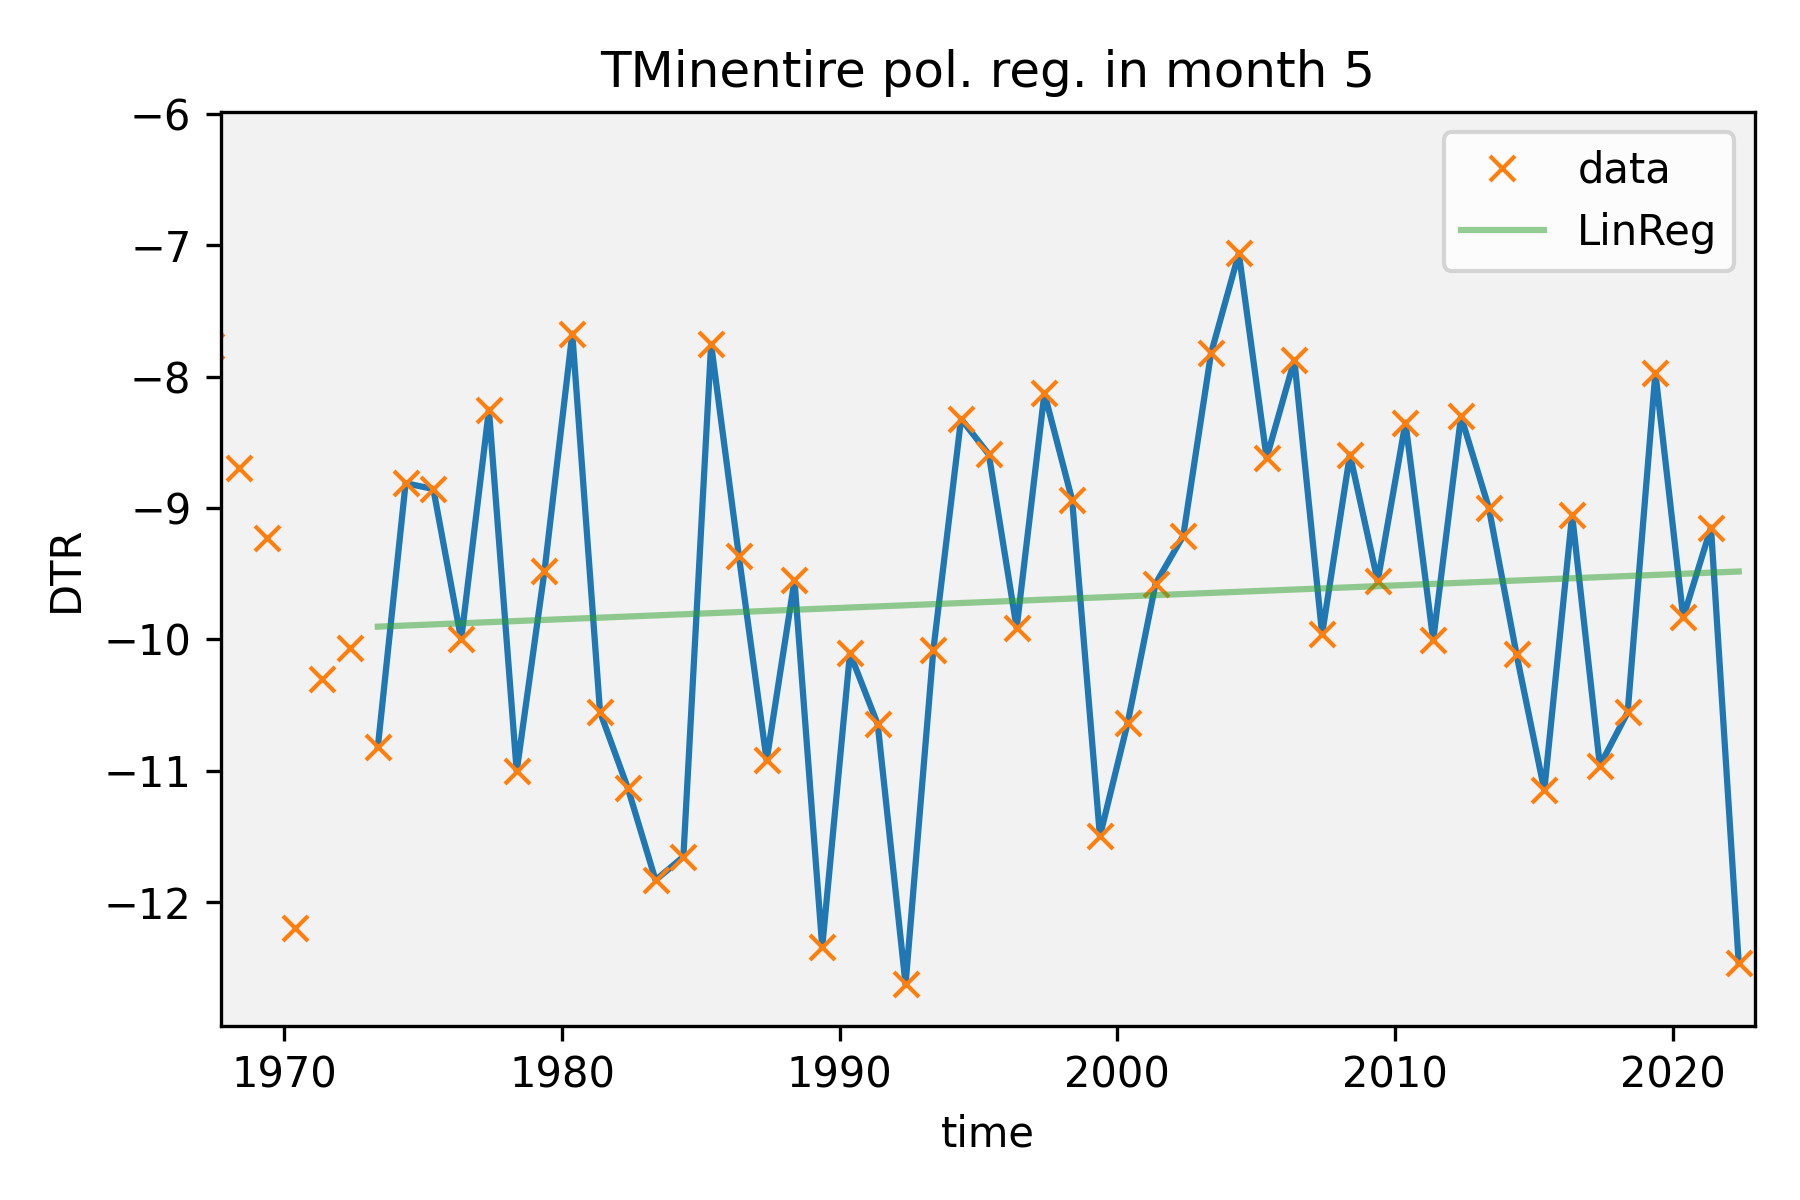 TMinentire pol. reg. in month 5
data
LinReg
DTR
−6
−7
−8
−9
−10
−11
−12
1970 1980 1990 2000 2010 2020
time